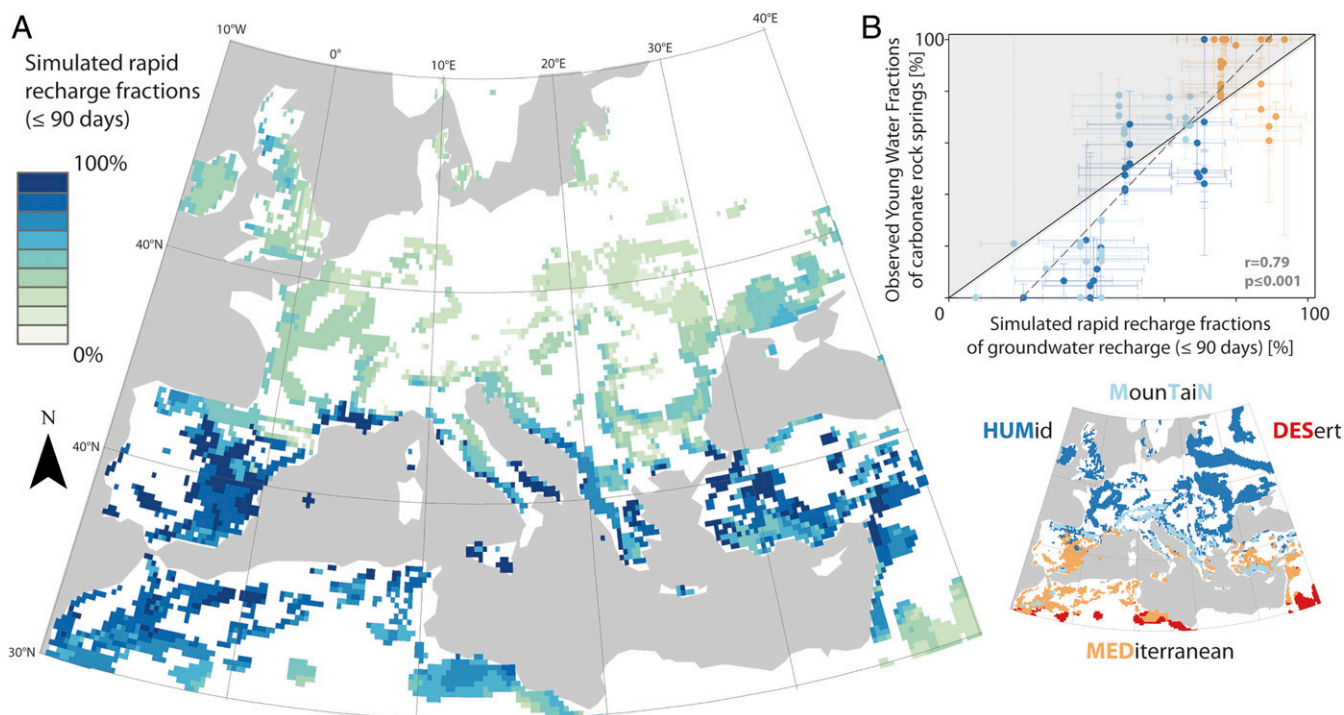 A
Simulated rapid
recharge fractions
(≤ 90 days)
100%
0%
N
10°W
0°
10°E
20°E
30°E
40°E
40°N
40°N
30°N
B
Observed Young Water Fractions
of carbonate rock springs [%]
100
0
100
r=0.79
p≤0.001
Simulated rapid recharge fractions
of groundwater recharge (≤ 90 days) [%]
MounTaiN
HUMid
DESert
MEDiterranean